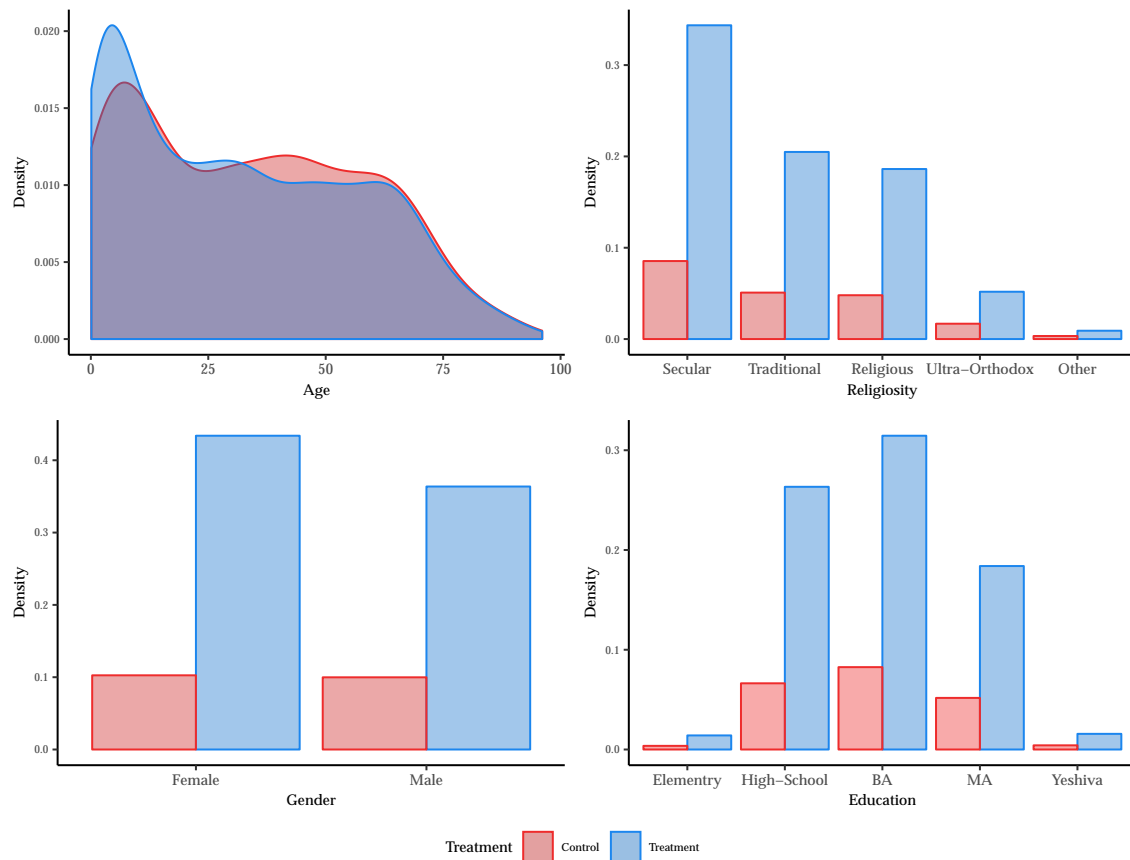 0.020
0.015
0.010
0.005
0.000
Density
0 25 50 75 100
Age
0.3
0.2
0.1
0.0
Density
Secular Traditional Religious Ultra−Orthodox Other
Religiosity
0.4
0.3
0.2
0.1
0.0
Density
Female Male
Gender
0.3
0.2
0.1
0.0
Density
Elementry High−School BA MA Yeshiva
Education
Treatment Control Treatment